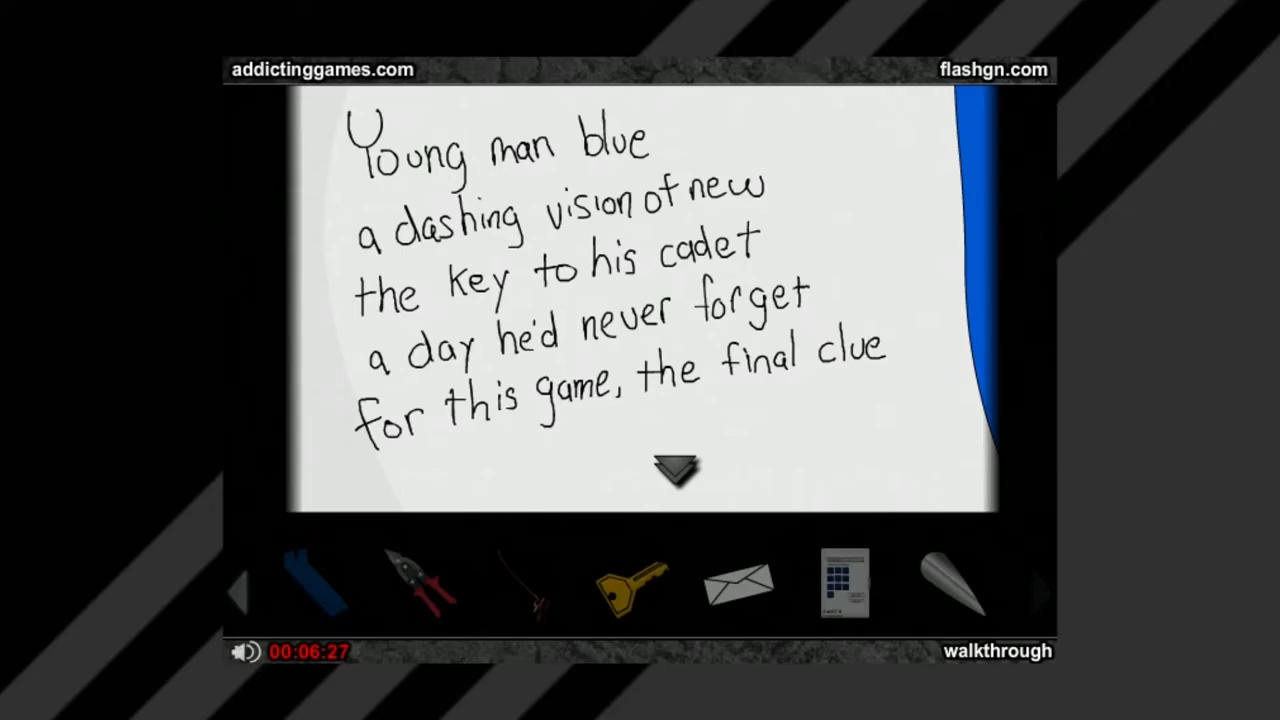 addictinggames.com flashgn.com
Young man blue
a dashing vision of new
the key to his cadet
a day he'd never forget
for this game, the final clue
00:06:27 walkthrough